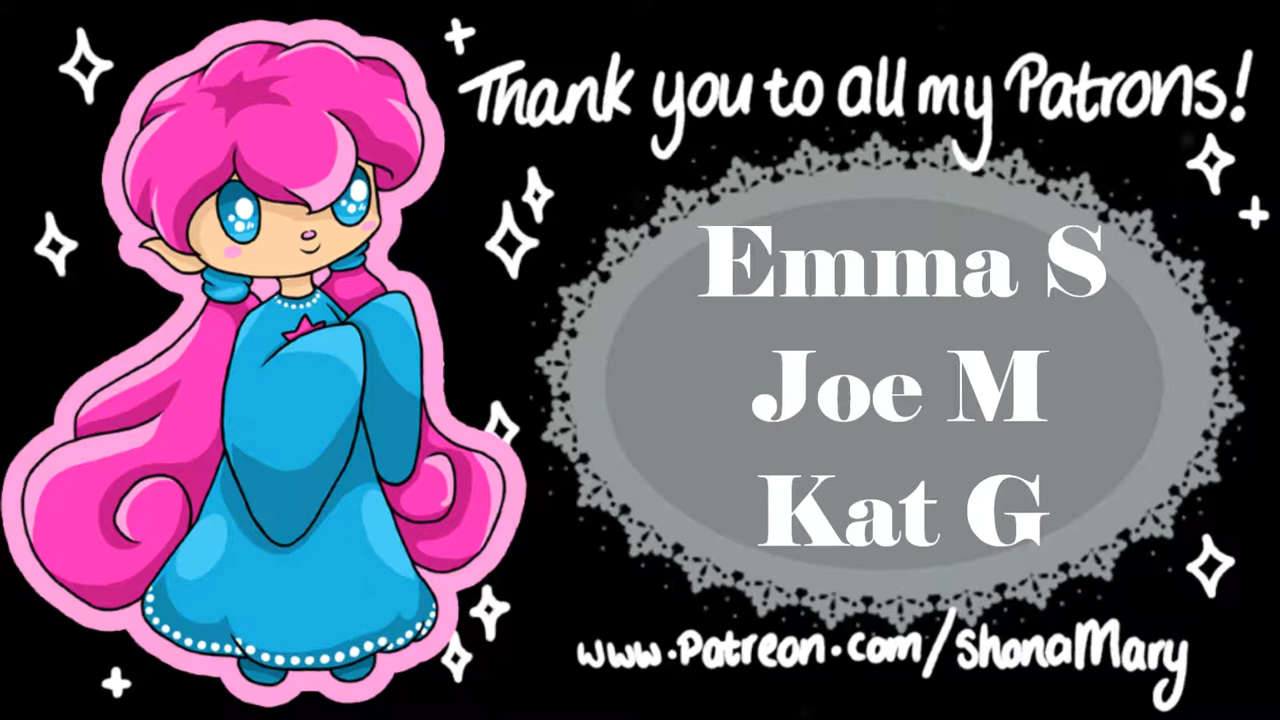 Thank you to all my Patrons!
Emma S
Joe M
Kat G
www.Patreon.com/ShonaMary